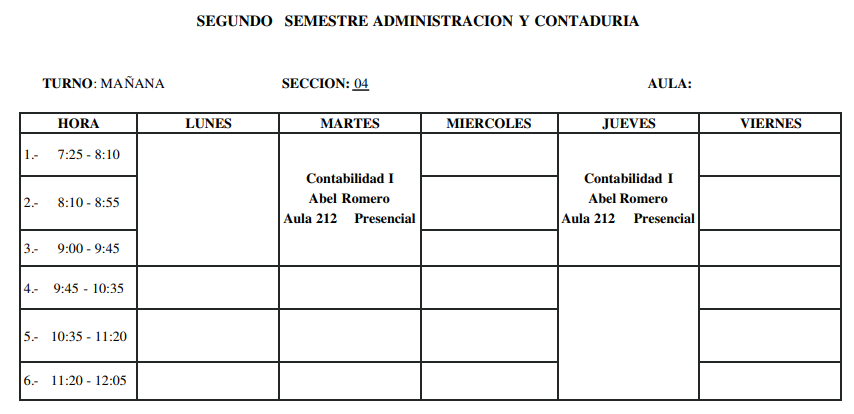 SEGUNDO SEMESTRE ADMINISTRACION Y CONTADURIA
TURNO: MAÑANA SECCION: 04 AULA:
HORA LUNES MARTES MIERCOLES JUEVES VIERNES
1.- 7:25 - 8:10
Contabilidad I Contabilidad I
2.- 8:10 - 8:55 Abel Romero Abel Romero
Aula 212 Presencial Aula 212 Presencial
3.- 9:00 - 9:45
4.- 9:45 - 10:35
5.- 10:35 - 11:20
6.- 11:20 - 12:05